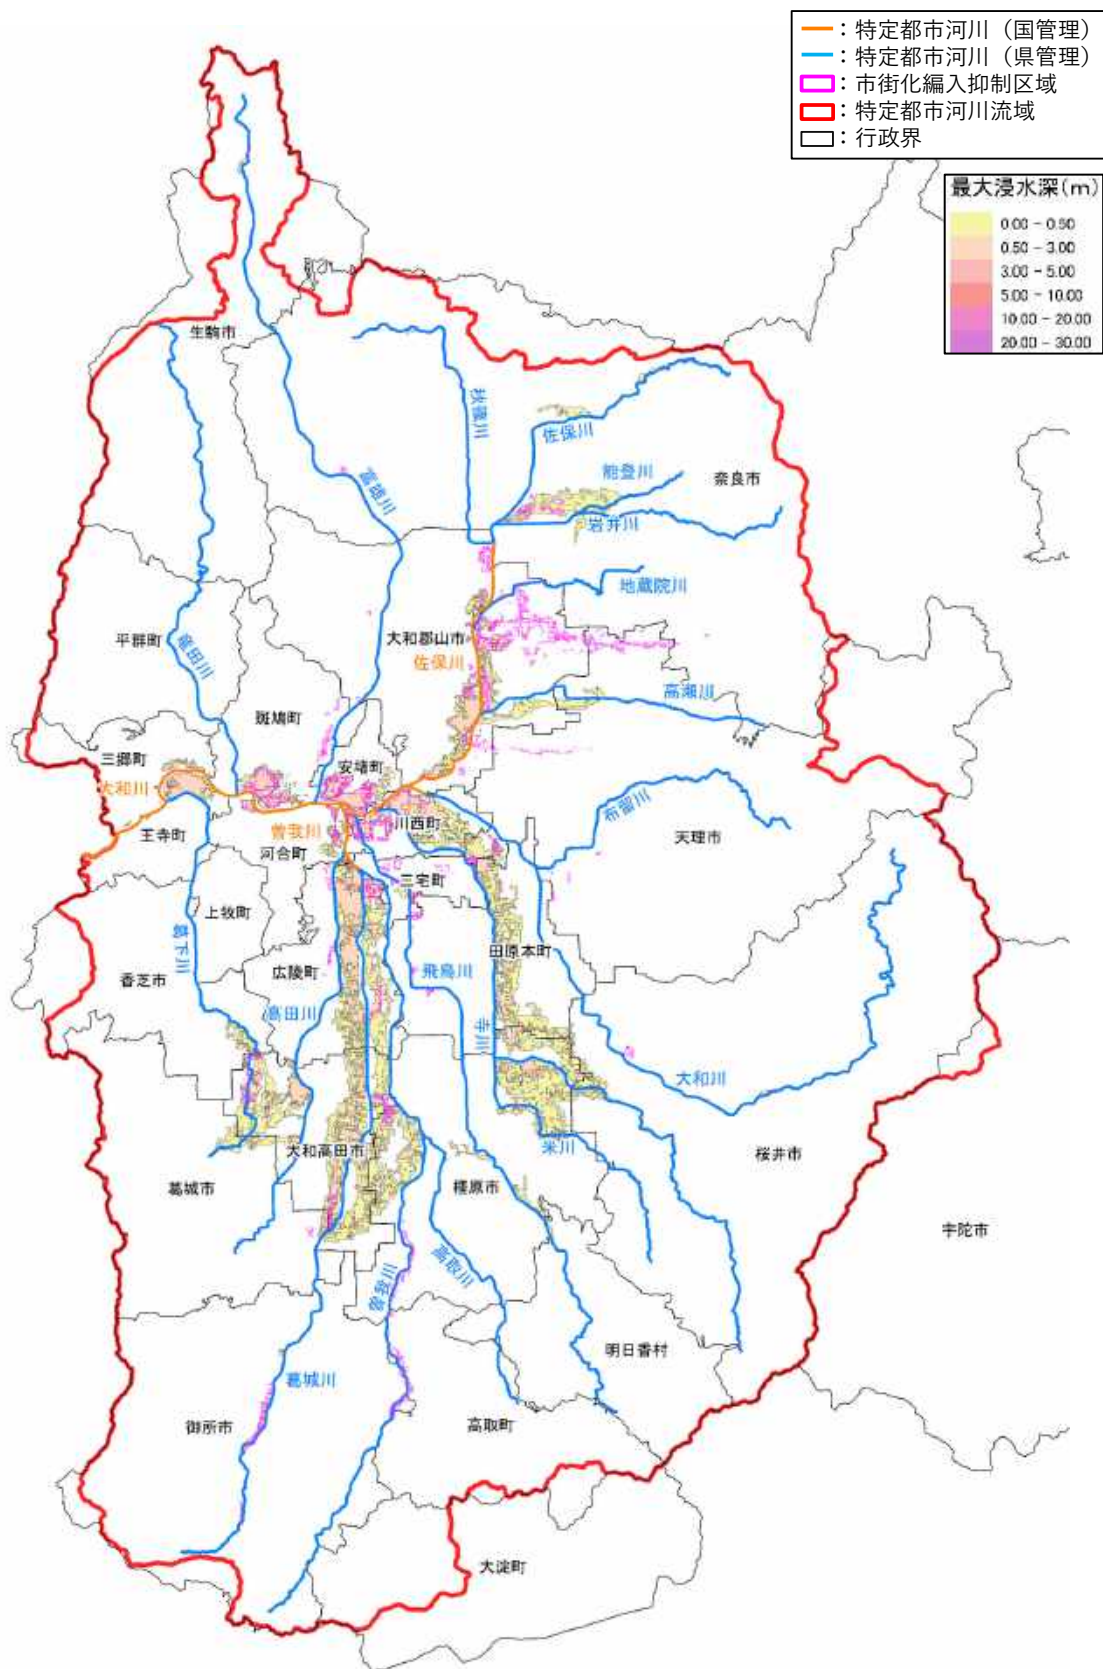 ：特定都市河川（国管理）
：特定都市河川（県管理）
：市街化編入抑制区域
：特定都市河川流域
：行政界
最大浸水深(m)
0.00 - 0.50
0.50 - 3.00
3.00 - 5.00
5.00 - 10.00
10.00 - 20.00
20.00 - 30.00
生駒市
秋篠川
佐保川
能登川
奈良市
富雄川
岩井川
地蔵院川
平群町
竜田川
大和郡山市
佐保川
高瀬川
斑鳩町
三郷町
安堵町
大和川
布留川
王寺町
曽我川
川西町
天理市
河合町
三宅町
上牧町
葛下川
田原本町
香芝市
広陵町
飛鳥川
高田川
寺川
大和川
米川
大和高田市
桜井市
葛城市
橿原市
宇陀市
高取川
曽我川
明日香村
葛城川
御所市
高取町
大淀町